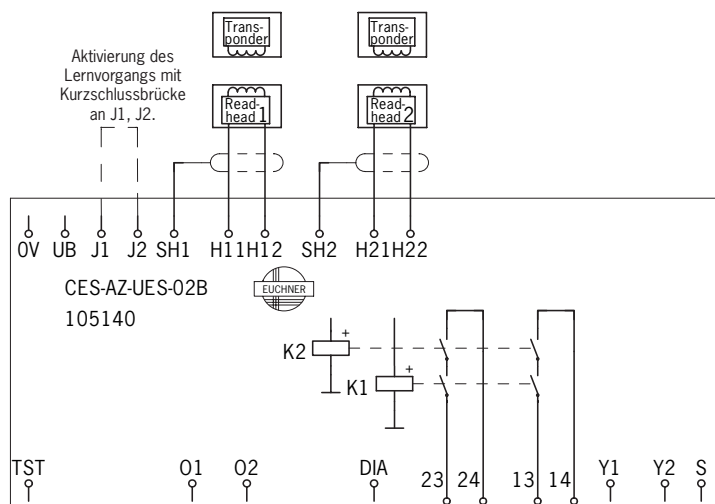 Trans-
ponder
Trans-
ponder
Aktivierung des
Lernvorgangs mit
Kurzschlussbrücke
an J1, J2.
Read-
head 1
Read-
head 2
0V UB J1 J2 SH1 H11 H12 SH2 H21 H22
CES-AZ-UES-02B
EUCHNER
105140
K2 +
K1 +
TST O1 O2 DIA 23 24 13 14 Y1 Y2 S